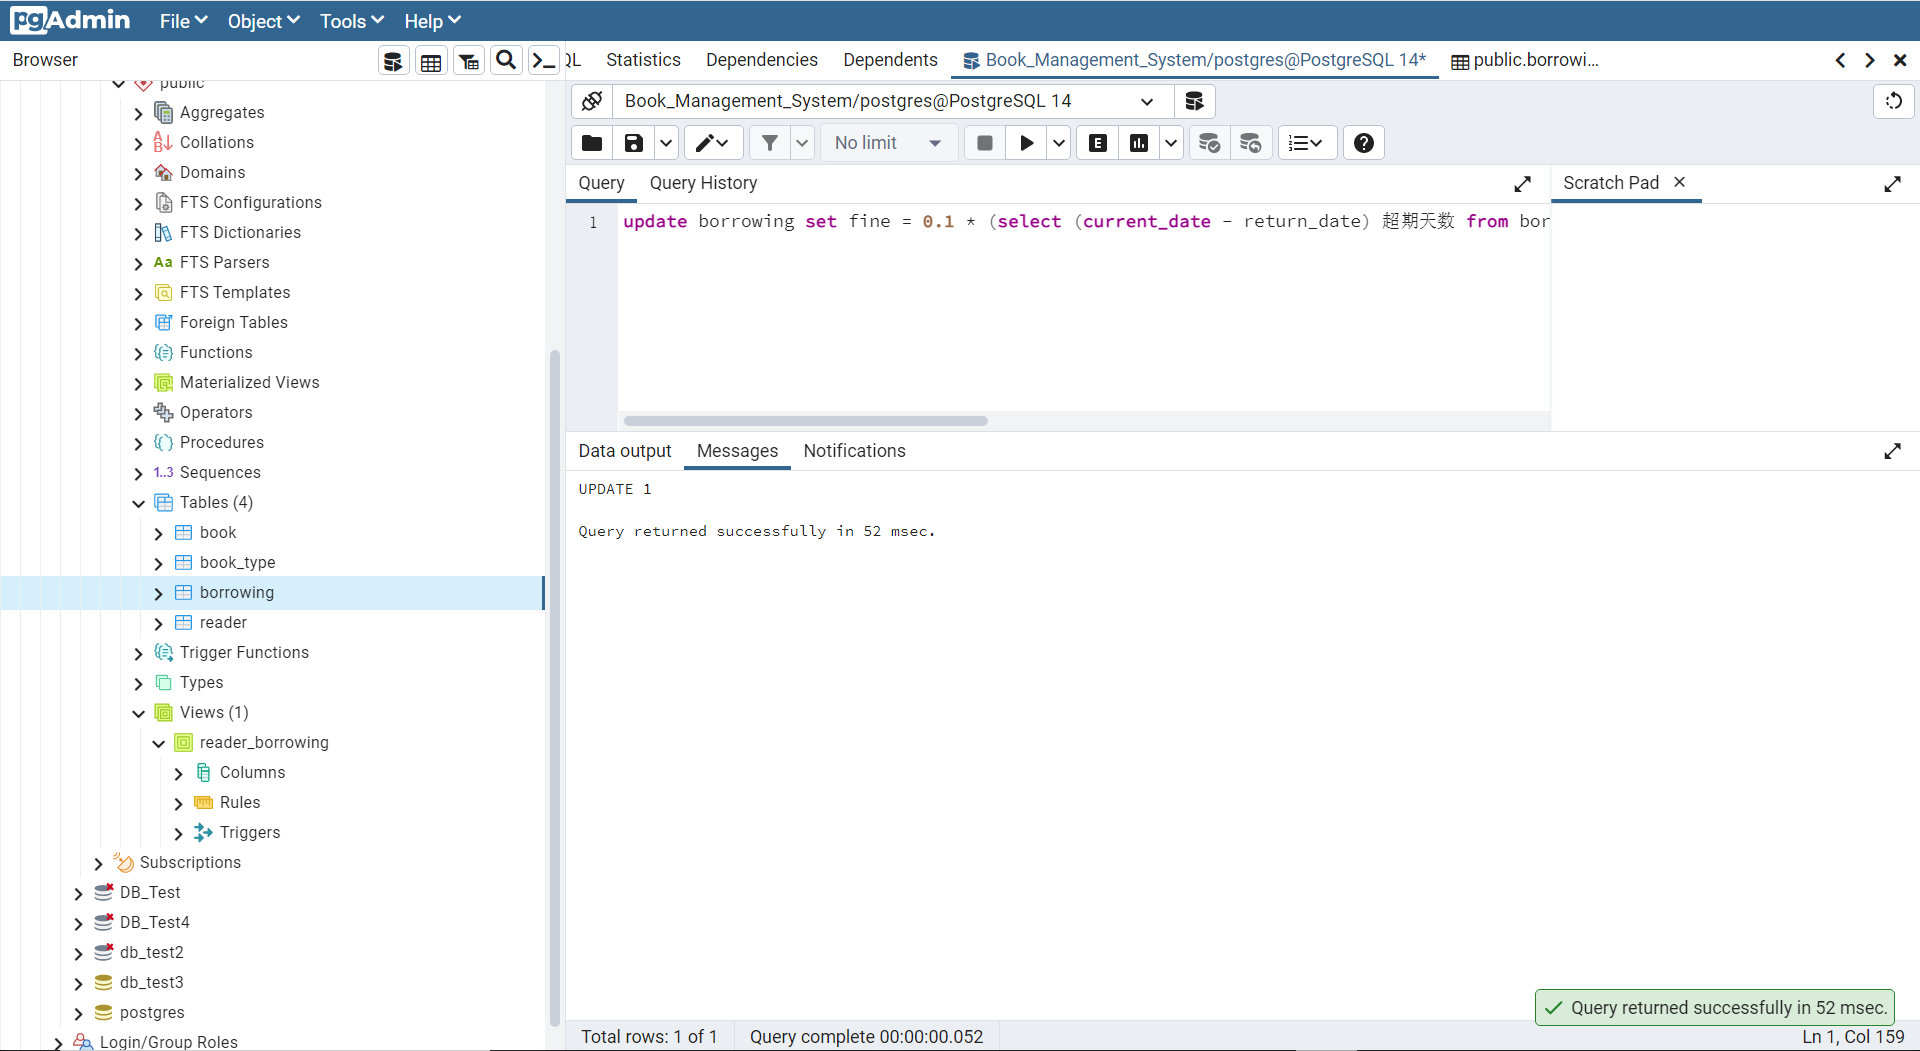 pgAdmin File Object Tools Help
Browser
QL Statistics Dependencies Dependents Book_Management_System/postgres@PostgreSQL 14* public.borrowi...
public
Aggregates
Collations
Domains
FTS Configurations
FTS Dictionaries
Aa FTS Parsers
FTS Templates
Foreign Tables
Functions
Materialized Views
Operators
Procedures
1..3 Sequences
Tables (4)
book
book_type
borrowing
reader
Trigger Functions
Types
Views (1)
reader_borrowing
Columns
Rules
Triggers
Subscriptions
DB_Test
DB_Test4
db_test2
db_test3
postgres
Login/Group Roles
Book_Management_System/postgres@PostgreSQL 14
No limit E
Query Query History
Scratch Pad
1 update borrowing set fine = 0.1 * (select (current_date - return_date) 超期天数 from bor
Data output Messages Notifications
UPDATE 1
Query returned successfully in 52 msec.
Query returned successfully in 52 msec.
Total rows: 1 of 1 Query complete 00:00:00.052 Ln 1, Col 159